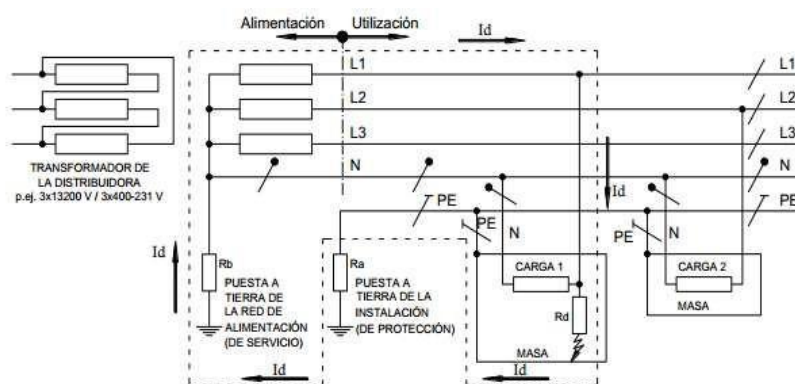 Alimentación Utilización
Id
L1
L1
L2
L2
L3
L3
N
N
TRANSFORMADOR DE
LA DISTRIBUIDORA
p.ej. 3x13200 V / 3x400-231 V
PE
PE
Id
PE
N
PE
N
Id
Rb
PUESTA A
TIERRA DE
LA RED DE
ALIMENTACIÓN
(DE SERVICIO)
Ra
PUESTA A
TIERRA DE LA
INSTALACIÓN
(DE PROTECCIÓN)
CARGA 1
Rd
MASA
CARGA 2
MASA
Id
Id